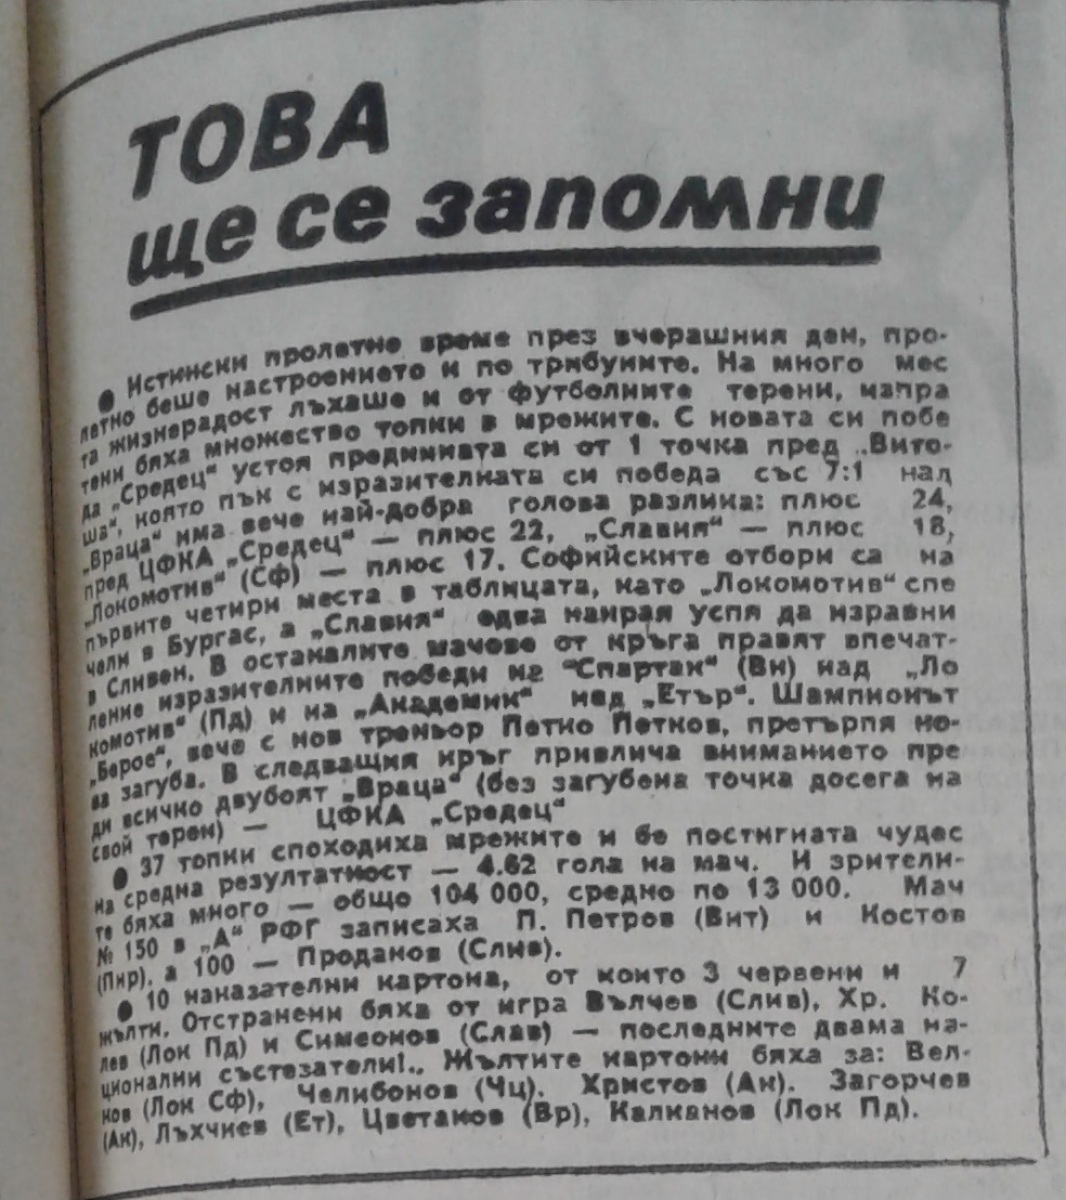 ТОВА
ще се запомни
● Истински пролетно време през вчерашния ден, про-
летно беше настроението и по трибуните. На много мес
та жизнерадост лъхаше и от футболните терени, напра
тени бяха множество топки в мрежите. С новата си побе
да „Средец“ устоя предимната си от 1 точка пред „Вито-
ша“, която пък с изразителната си победа със 7:1 над
„Враца“ има вече най-добра голова разлика: плюс 24,
пред ЦФКА „Средец“ — плюс 22, „Славия“ — плюс 18,
„Локомотив“ (Сф) — плюс 17. Софийските отбори са на
първите четири места в таблицата, като „Локомотив“ спе
чели в Бургас, а „Славия“ едва накрая успя да изравни
в Сливен. В останалите мачове от кръга правят впечат-
ление изразителните победи на “Спартак“ (Вн) над „Ло
комотив“ (Пд) и на „Академик“ над „Етър“. Шампионът
„Берое“, вече с нов треньор Петко Петков, претърпя но-
ва загуба. В следващия кръг привлича вниманието пре
ди всичко двубоят „Враца“ (без загубена точка досега на
свой терен) — ЦФКА „Средец“
● 37 топки споходиха мрежите и бе постигната чудес
на средна резултатност — 4.62 гола на мач. И зрители-
те бяха много — общо 104 000, средно по 13 000. Мач
№ 150 в „А“ РФГ записаха П. Петров (Вит) и Костов
(Пир), а 100 — Проданов (Слив).
● 10 наказателни картона, от които 3 червени и 7
жълти. Отстранени бяха от игра Вълчев (Слив), Хр. Ко-
лев (Лок Пд) и Симеонов (Слав) — последните двама на-
ционални състезатели!.. Жълтите картони бяха за: Вел-
ков (Лок Сф), Челибонов (Чц). Христов (Ак). Загорчев
(Ак), Лъхчиев (Ет), Цветанов (Вр), Калканов (Лок Пд).